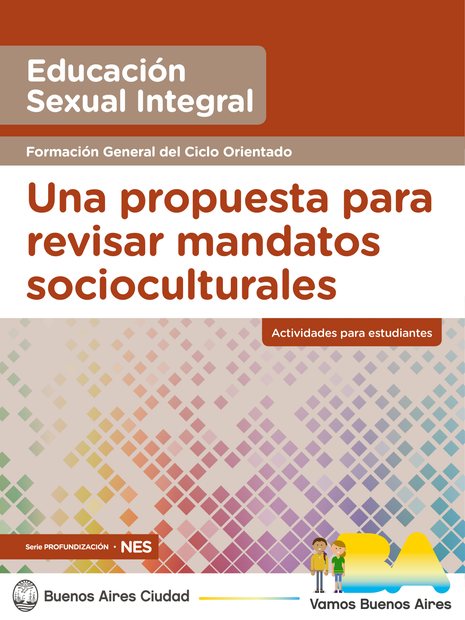 Educación
Sexual Integral
Formación General del Ciclo Orientado
Una propuesta para
revisar mandatos
socioculturales
Actividades para estudiantes
Serie PROFUNDIZACIÓN · NES
Buenos Aires Ciudad
BA
Vamos Buenos Aires